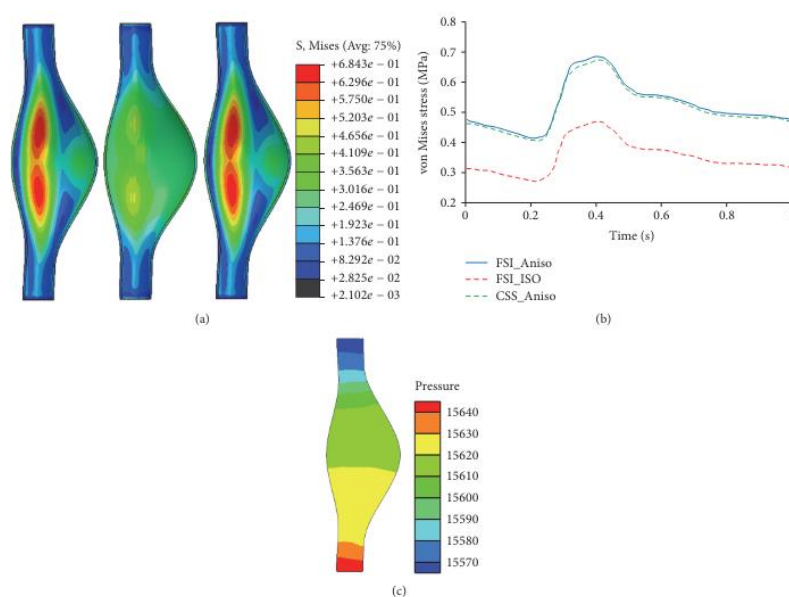 S, Mises (Avg: 75%)
+6.843e − 01
+6.296e − 01
+5.750e − 01
+5.203e − 01
+4.656e − 01
+4.109e − 01
+3.563e − 01
+3.016e − 01
+2.469e − 01
+1.923e − 01
+1.376e − 01
+8.292e − 02
+2.825e − 02
+2.102e − 03
(a)
von Mises stress (MPa)
0.8
0.7
0.6
0.5
0.4
0.3
0.2
0 0.2 0.4 0.6 0.8 1
Time (s)
FSI_Aniso
FSI_ISO
CSS_Aniso
(b)
Pressure
15640
15630
15620
15610
15600
15590
15580
15570
(c)